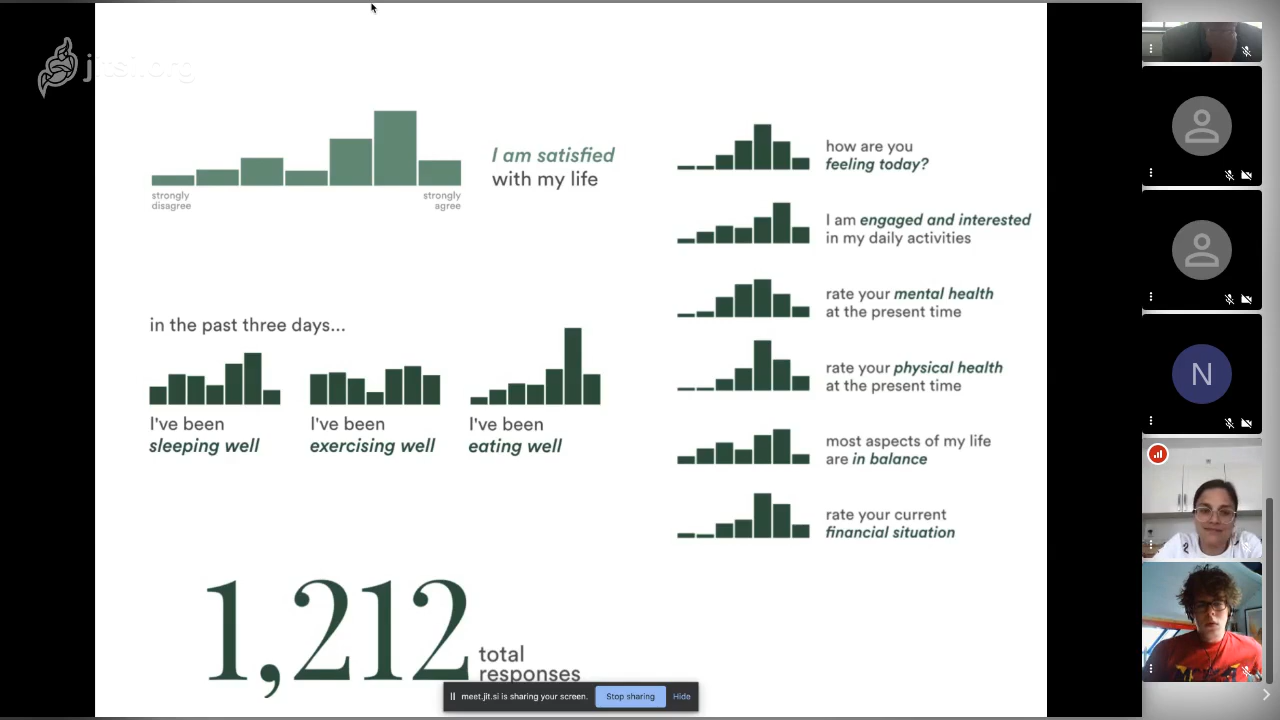 jitsi.org
I am satisfied
with my life
strongly
disagree
strongly
agree
in the past three days...
I've been
sleeping well
I've been
exercising well
I've been
eating well
how are you
feeling today?
I am engaged and interested
in my daily activities
rate your mental health
at the present time
rate your physical health
at the present time
most aspects of my life
are in balance
rate your current
financial situation
1,212
total
responses
meet.jit.si is sharing your screen.
Stop sharing
Hide
N